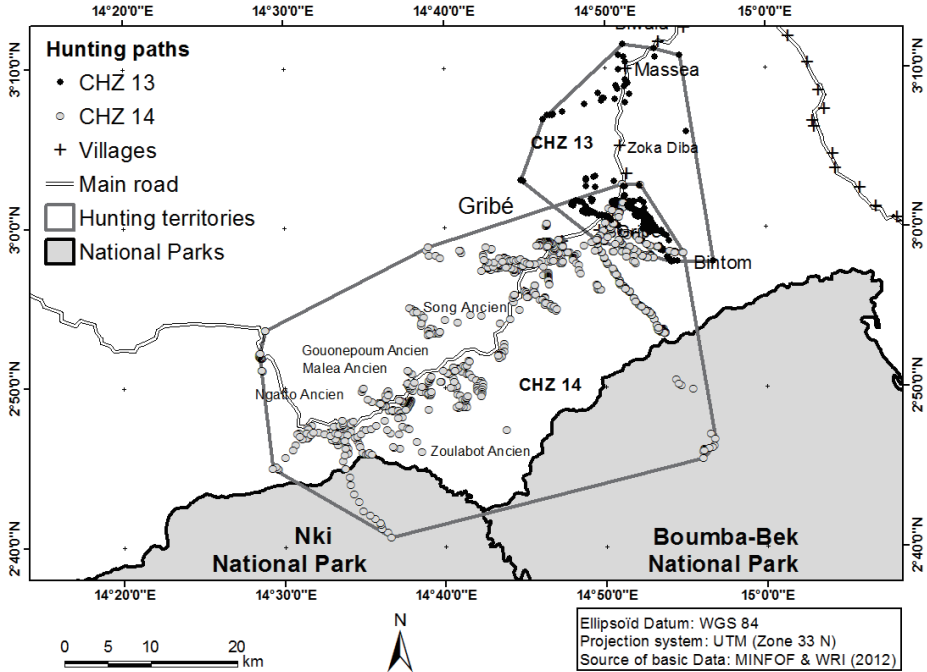 14°20'0"E 14°30'0"E 14°40'0"E 14°50'0"E 15°0'0"E
Hunting paths
CHZ 13
CHZ 14
Villages
Main road
Hunting territories
National Parks
3°10'0"N
3°0'0"N
2°50'0"N
2°40'0"N
3°10'0"N
3°0'0"N
2°50'0"N
2°40'0"N
Massea
CHZ 13
Zoka Diba
Gribé
Gribé
Bintom
Song Ancien
Gouonepoum Ancien
Malea Ancien
CHZ 14
Ngatto Ancien
Zoulabot Ancien
Nki
National Park
Boumba-Bek
National Park
14°20'0"E 14°30'0"E 14°40'0"E 14°50'0"E 15°0'0"E
N
0 5 10 20
km
Ellipsoïd Datum: WGS 84
Projection system: UTM (Zone 33 N)
Source of basic Data: MINFOF & WRI (2012)